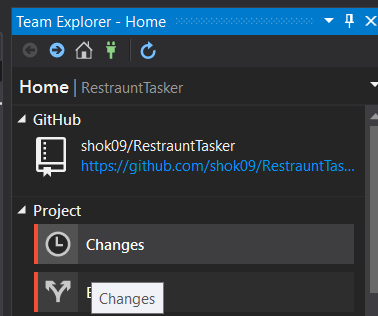 Team Explorer - Home
Home | RestrauntTasker
GitHub
shok09/RestrauntTasker
https://github.com/shok09/RestrauntTas...
Project
Changes
Changes